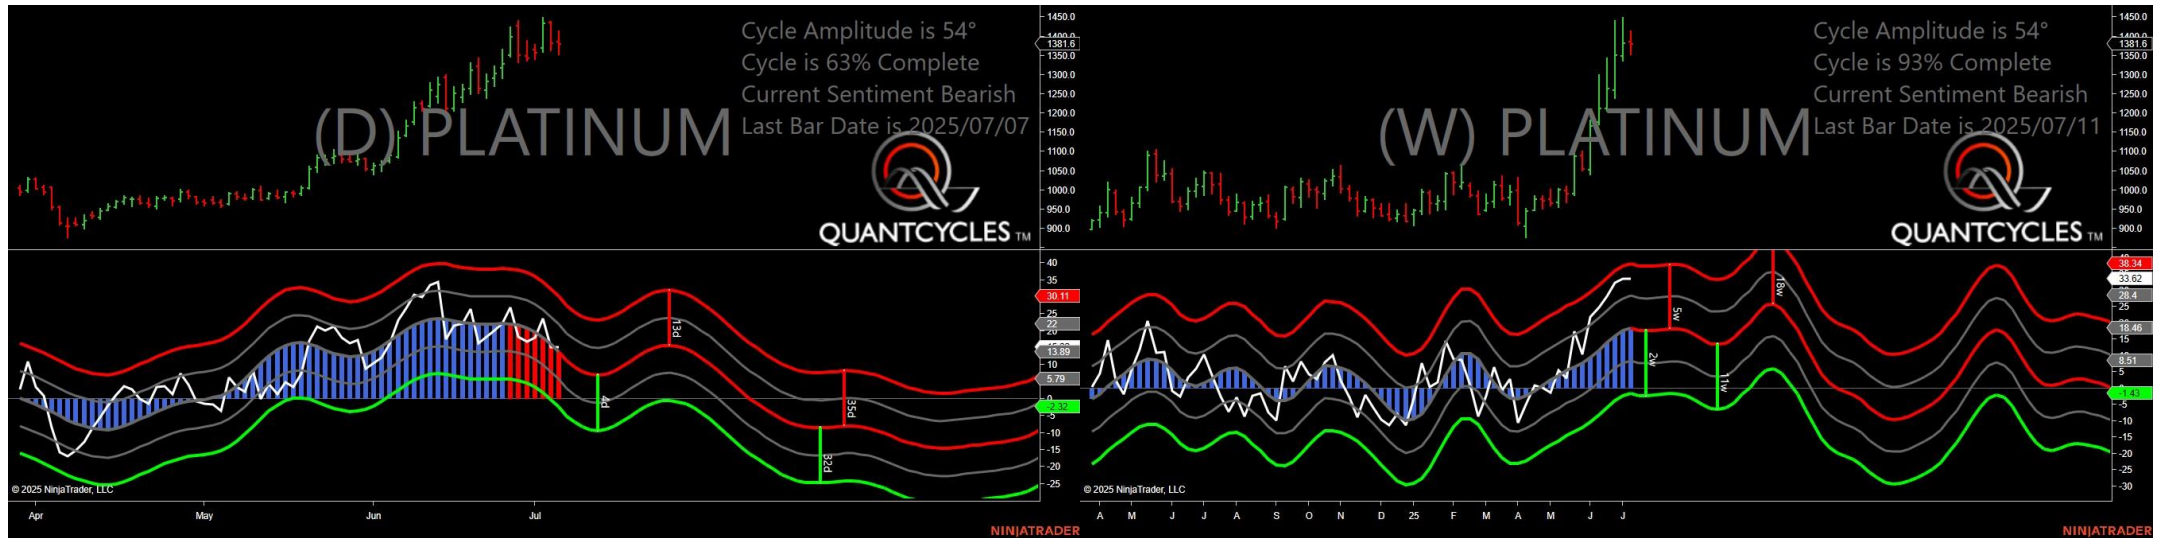 Cycle Amplitude is 54°
Cycle is 63% Complete
Current Sentiment Bearish
Last Bar Date is 2025/07/07
(D) PLATINUM
QUANTCYCLES TM
1450.0
1381.6
1350.0
1300.0
1250.0
1200.0
1150.0
1100.0
1050.0
1000.0
950.0
900.0
40
35
30.11
25
22
13.89
10
5.79
0
-2.32
-10
-15
-20
-25
4d
13d
32d
35d
© 2025 NinjaTrader, LLC
Apr May Jun Jul
NINJATRADER
Cycle Amplitude is 54°
Cycle is 93% Complete
Current Sentiment Bearish
Last Bar Date is 2025/07/11
(W) PLATINUM
QUANTCYCLES TM
1450.0
1381.6
1350.0
1300.0
1250.0
1200.0
1150.0
1100.0
1050.0
1000.0
950.0
900.0
38.34
33.62
28.4
18.46
8.51
5
-1.43
-5
-10
-15
-20
-25
-30
2w
5w
11w
18w
© 2025 NinjaTrader, LLC
A M J J A S O N D 25 F M A M J J
NINJATRADER